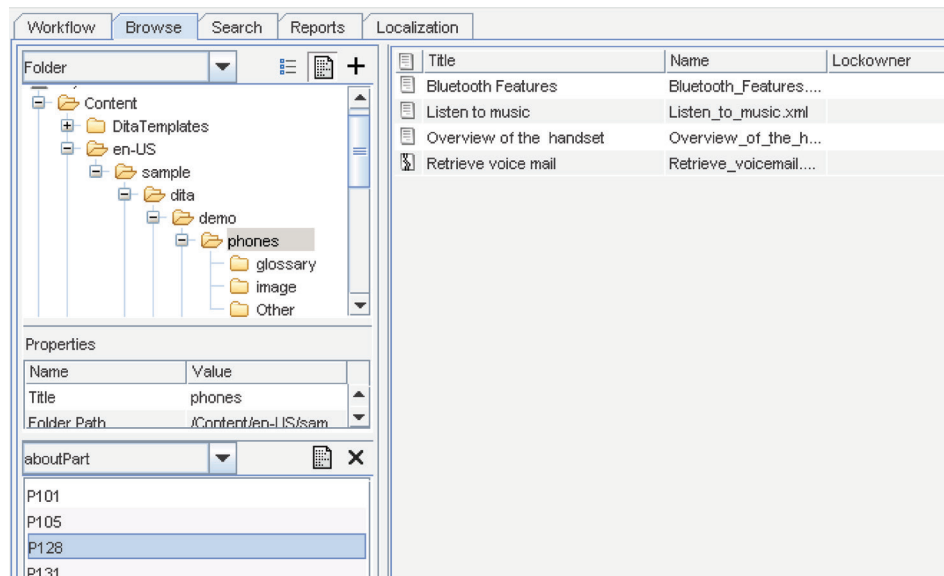 Workflow Browse Search Reports Localization
Folder
Content
DitaTemplates
en-US
sample
dita
demo
phones
glossary
image
Other
Properties
Name Value
Title phones
Folder Path /Content/en-US/sam
aboutPart
P101
P105
P128
P131
Title Name Lockowner
Bluetooth Features Bluetooth_Features....
Listen to music Listen_to_music.xml
Overview of the handset Overview_of_the_h...
Retrieve voice mail Retrieve_voicemail....